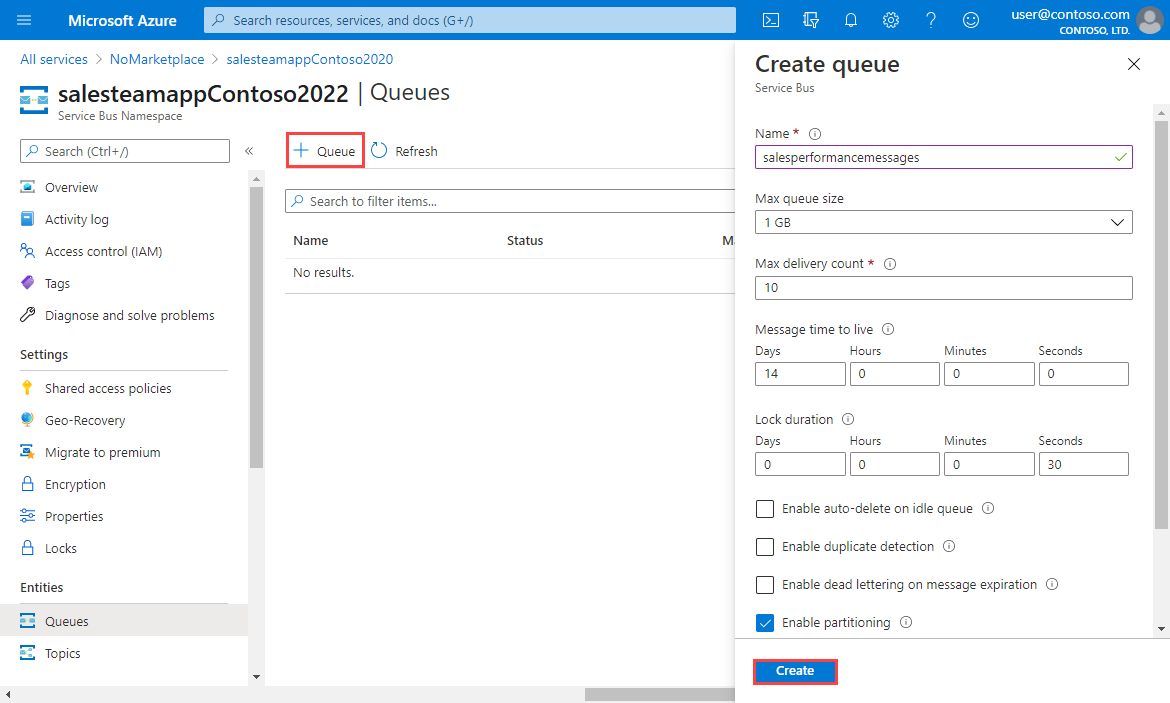 Microsoft Azure
Search resources, services, and docs (G+/)
user@contoso.com
CONTOSO, LTD.
All services > NoMarketplace > salesteamappContoso2020
salesteamappContoso2022 | Queues
Service Bus Namespace
Search (Ctrl+/)
«
Overview
Activity log
Access control (IAM)
Tags
Diagnose and solve problems
Settings
Shared access policies
Geo-Recovery
Migrate to premium
Encryption
Properties
Locks
Entities
Queues
Topics
+ Queue
Refresh
Search to filter items...
Name
Status
No results.
Create queue
Service Bus
Name *
salesperformancemessages
Max queue size
1 GB
Max delivery count *
10
Message time to live
Days Hours Minutes Seconds
14 0 0 0
Lock duration
Days Hours Minutes Seconds
0 0 0 30
Enable auto-delete on idle queue
Enable duplicate detection
Enable dead lettering on message expiration
Enable partitioning
Create